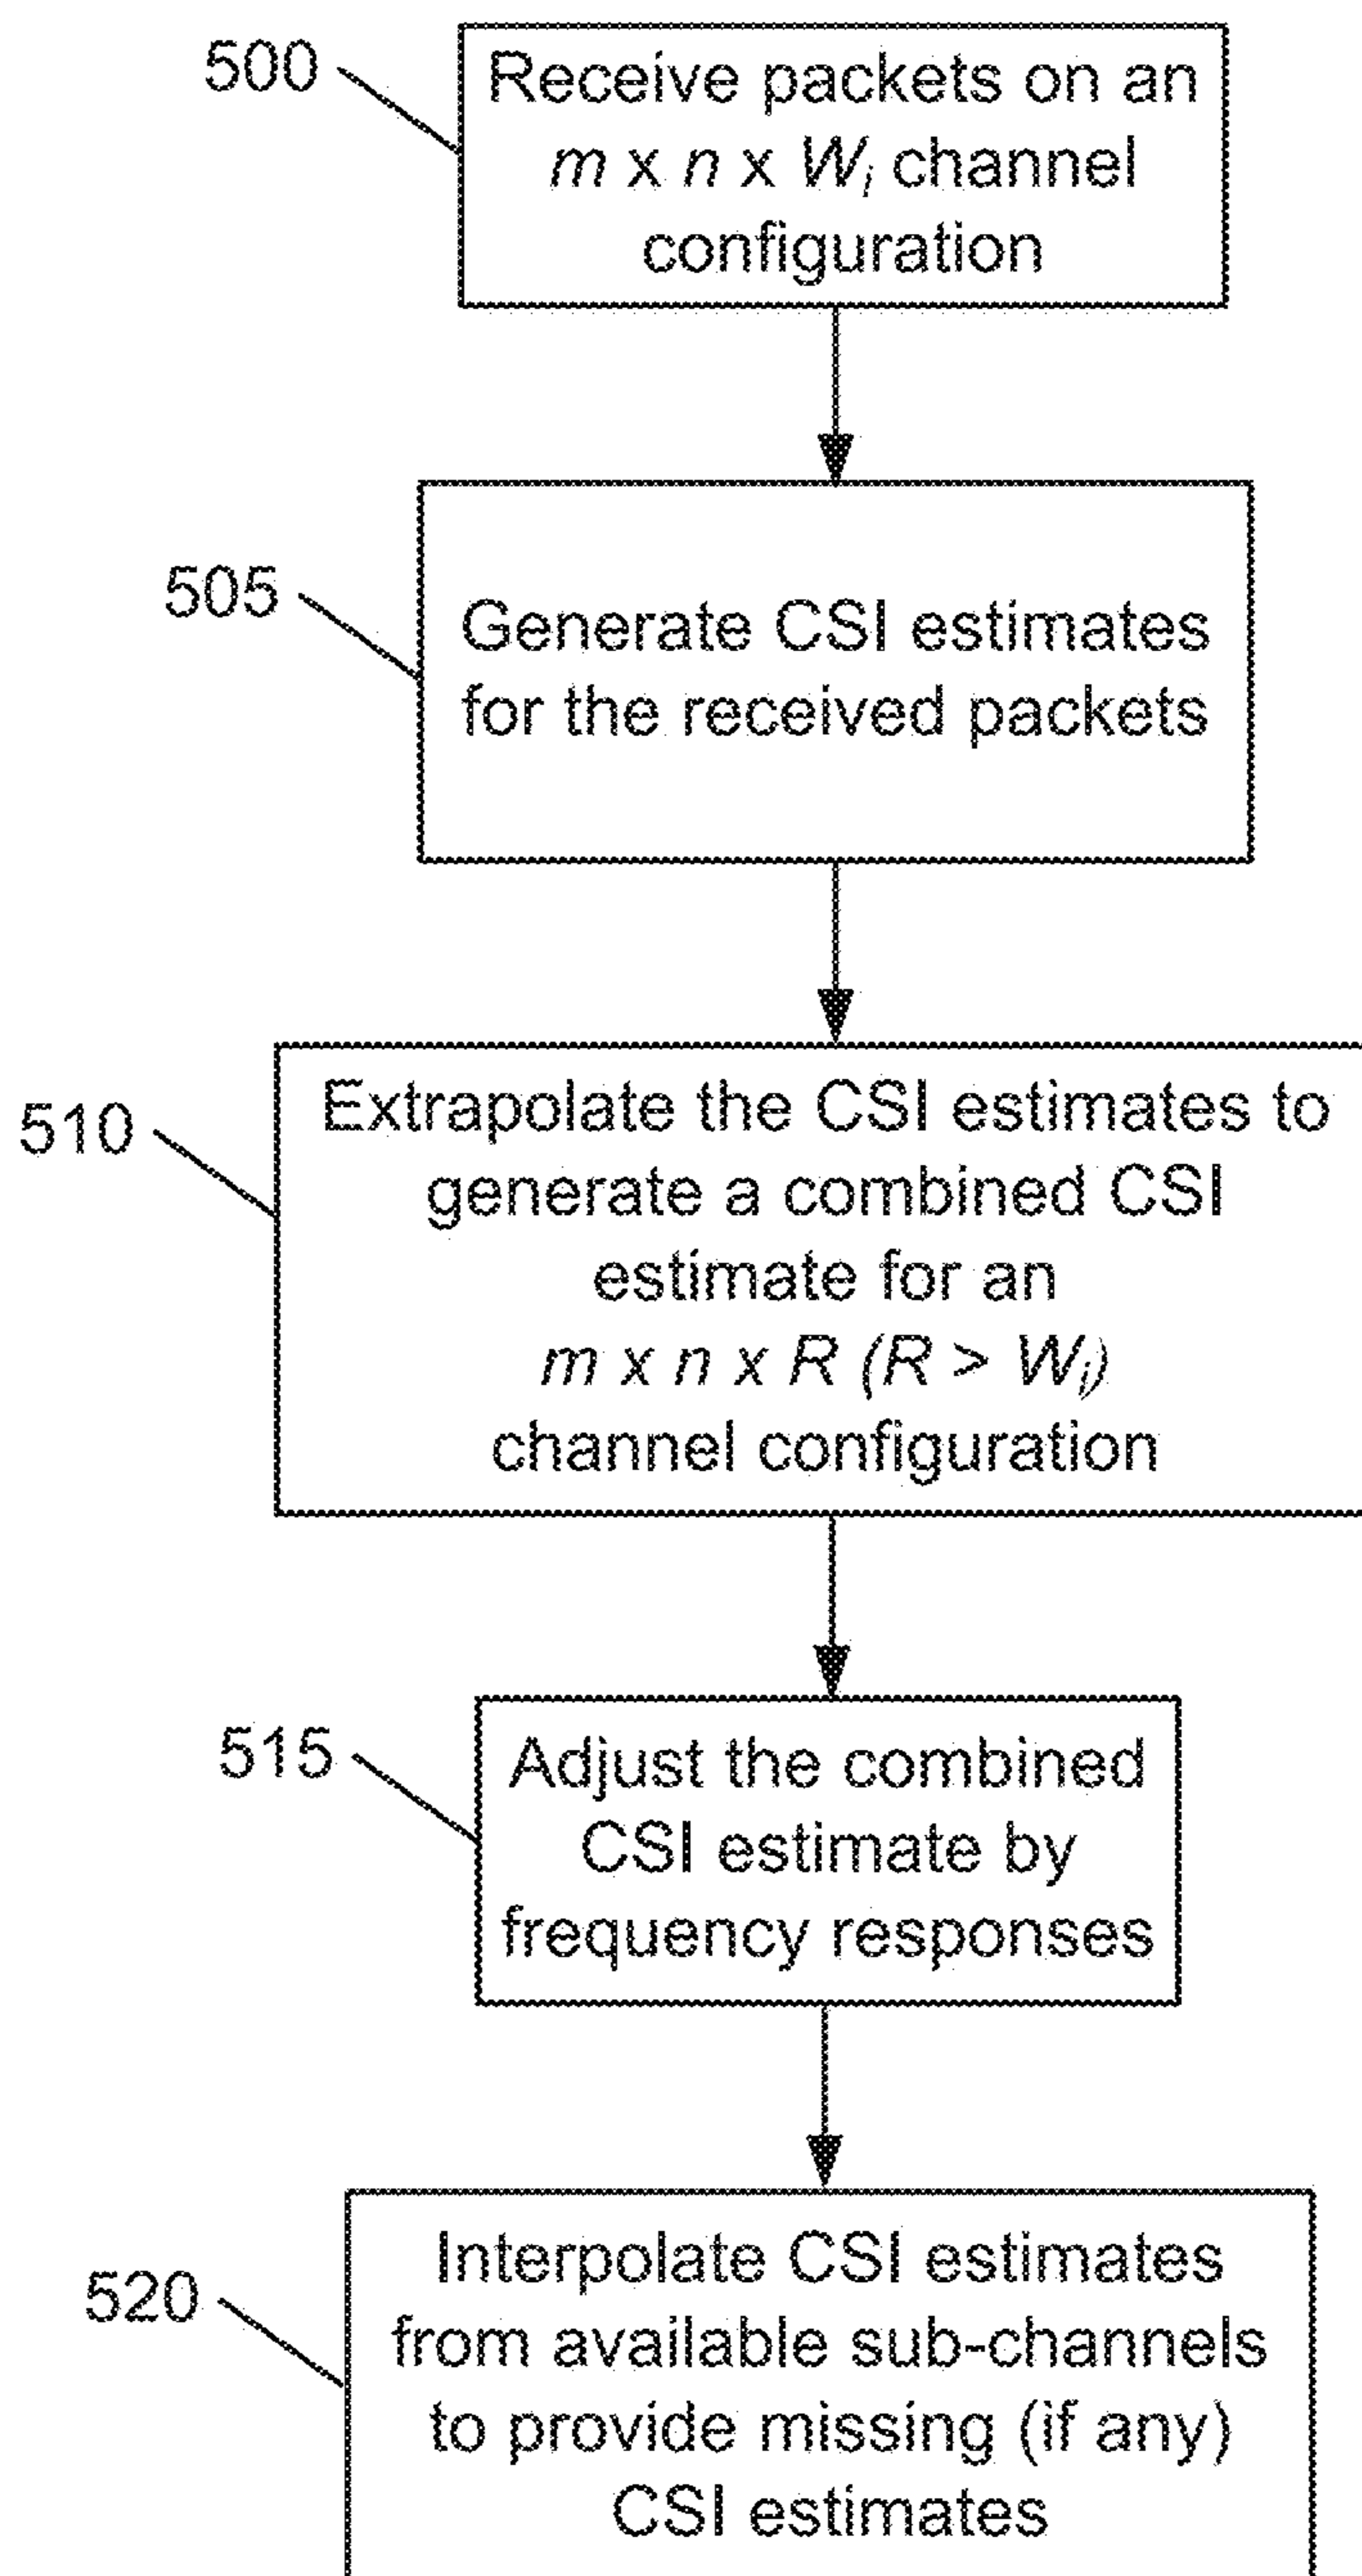 500
Receive packets on an
m x n x Wi channel
configuration
505
Generate CSI estimates
for the received packets
510
Extrapolate the CSI estimates to
generate a combined CSI
estimate for an
m x n x R (R > Wi)
channel configuration
515
Adjust the combined
CSI estimate by
frequency responses
520
Interpolate CSI estimates
from available sub-channels
to provide missing (if any)
CSI estimates